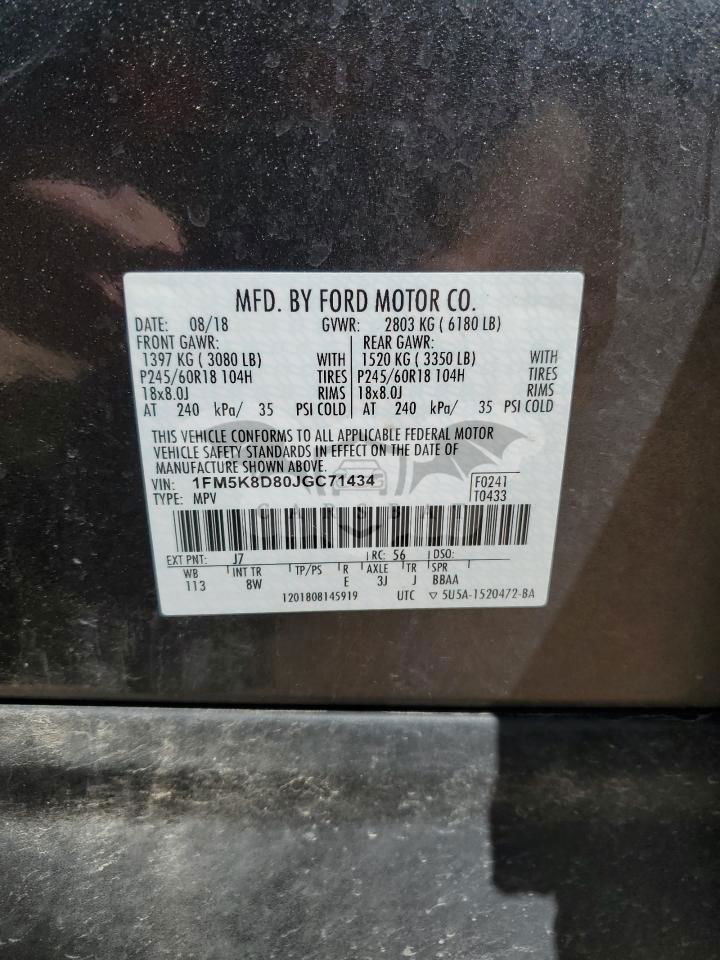 MFD. BY FORD MOTOR CO.
DATE: 08/18 GVWR: 2803 KG ( 6180 LB)
FRONT GAWR: REAR GAWR:
1397 KG ( 3080 LB) WITH 1520 KG ( 3350 LB) WITH
P245/60R18 104H TIRES P245/60R18 104H TIRES
18x8.0J RIMS 18x8.0J RIMS
AT 240 kPa/ 35 PSI COLD AT 240 kPa/ 35 PSI COLD
THIS VEHICLE CONFORMS TO ALL APPLICABLE FEDERAL MOTOR
VEHICLE SAFETY STANDARDS IN EFFECT ON THE DATE OF
MANUFACTURE SHOWN ABOVE.
VIN: 1FM5K8D80JGC71434 F0241
TYPE: MPV T0433
EXT PNT: J7 RC: 56 DSO:
WB INT TR TP/PS R AXLE TR SPR
113 8W E 3J J BBAA
1201808145919 UTC ▽ 5U5A-1520472-BA